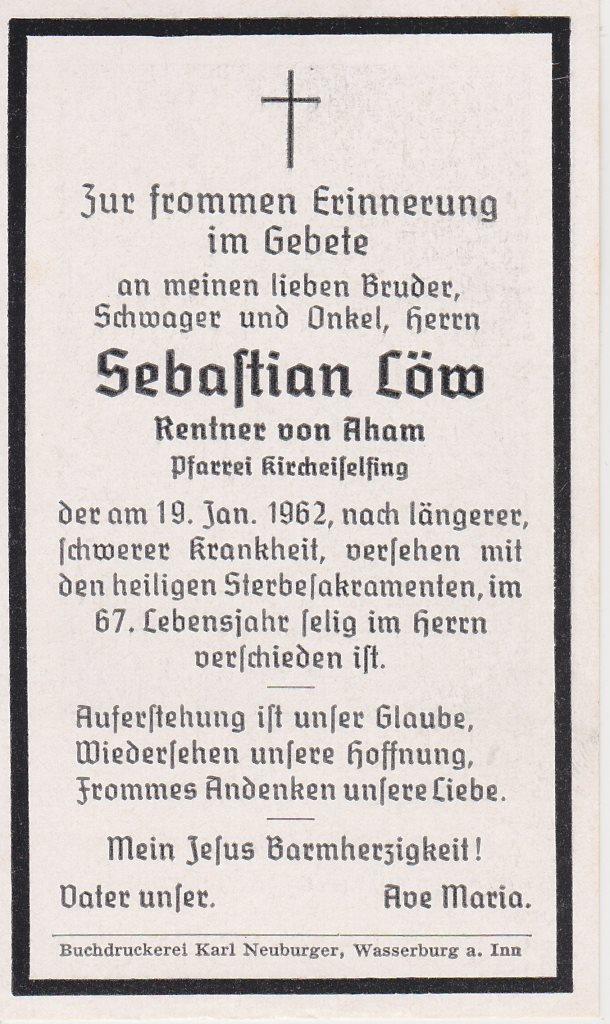 Zur frommen Erinnerung
im Gebete
an meinen lieben Bruder,
Schwager und Onkel, Herrn
Sebaſtian Löw
Rentner von Aham
Pfarrei Kircheiſelfing
der am 19. Jan. 1962, nach längerer,
ſchwerer Krankheit, verſehen mit
den heiligen Sterbeſakramenten, im
67. Lebensjahr ſelig im Herrn
verſchieden iſt.
Auferſtehung iſt unſer Glaube,
Wiederſehen unſere Hoffnung,
Frommes Andenken unſere Liebe.
Mein Jeſus Barmherzigkeit!
Vater unſer. Ave Maria.
Buchdruckerei Karl Neuburger, Wasserburg a. Inn